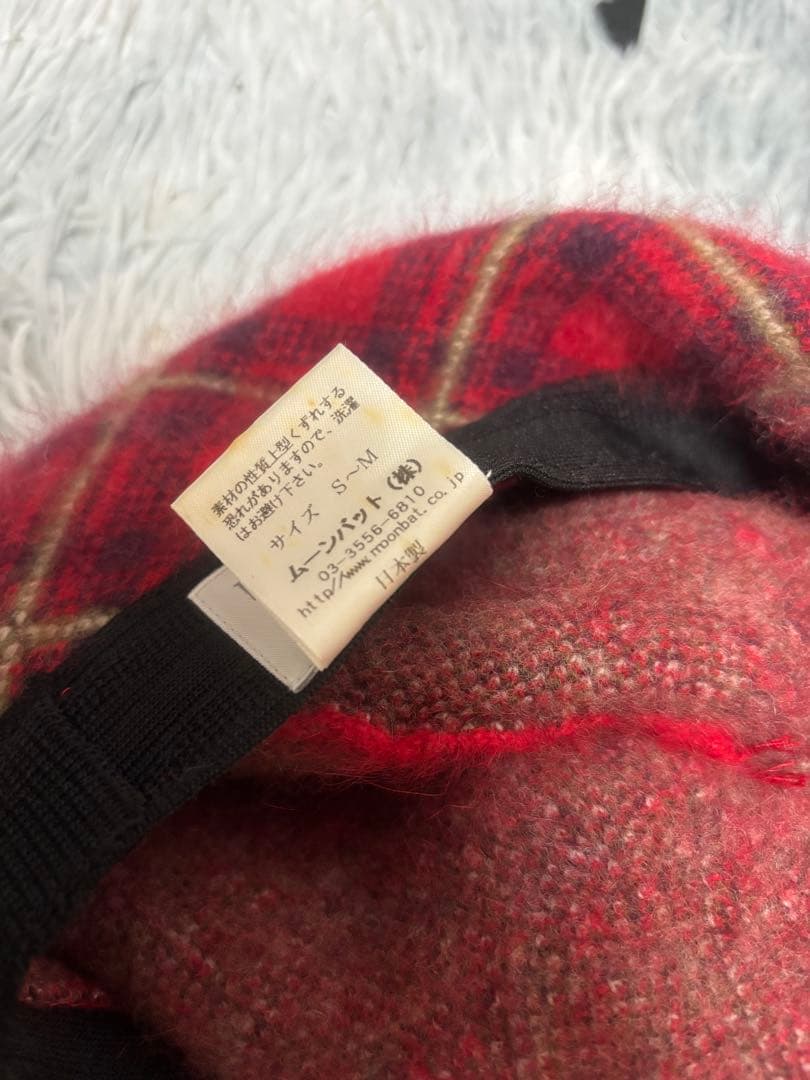 素材の性質上型くずれする
恐れがありますので、洗濯
はお避け下さい。
サイズ S～M
ムーンバット（株）
03-3556-6810
http//www.moonbat.co.jp
日本製